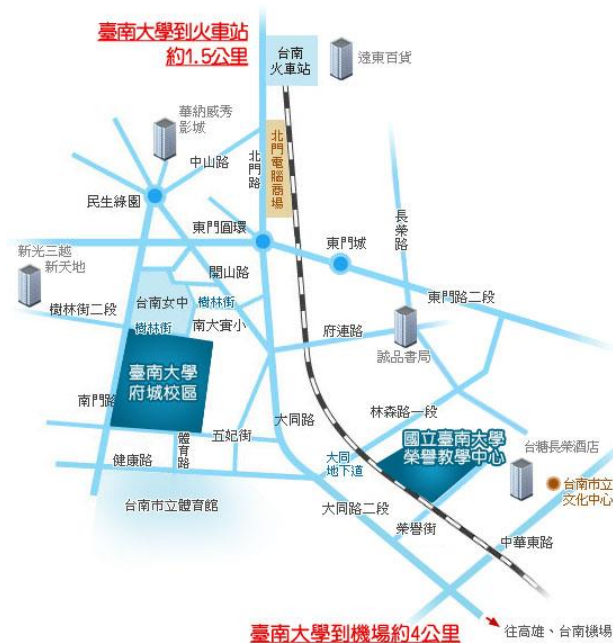 臺南大學到火車站
約1.5公里
台南
火車站
遠東百貨
華納威秀
影城
中山路
北門路
北門電腦商場
民生綠園
長榮路
東門圓環
東門城
新光三越
新天地
開山路
東門路二段
台南女中
樹林街
樹林街二段
樹林街
南大實小
府連路
誠品書局
臺南大學
府城校區
南門路
大同路
林森路一段
五妃街
體育路
國立臺南大學
榮譽教學中心
台糖長榮酒店
健康路
大同
地下道
台南市立
文化中心
台南市立體育館
大同路二段
榮譽街
中華東路
臺南大學到機場約4公里
往高雄、台南機場